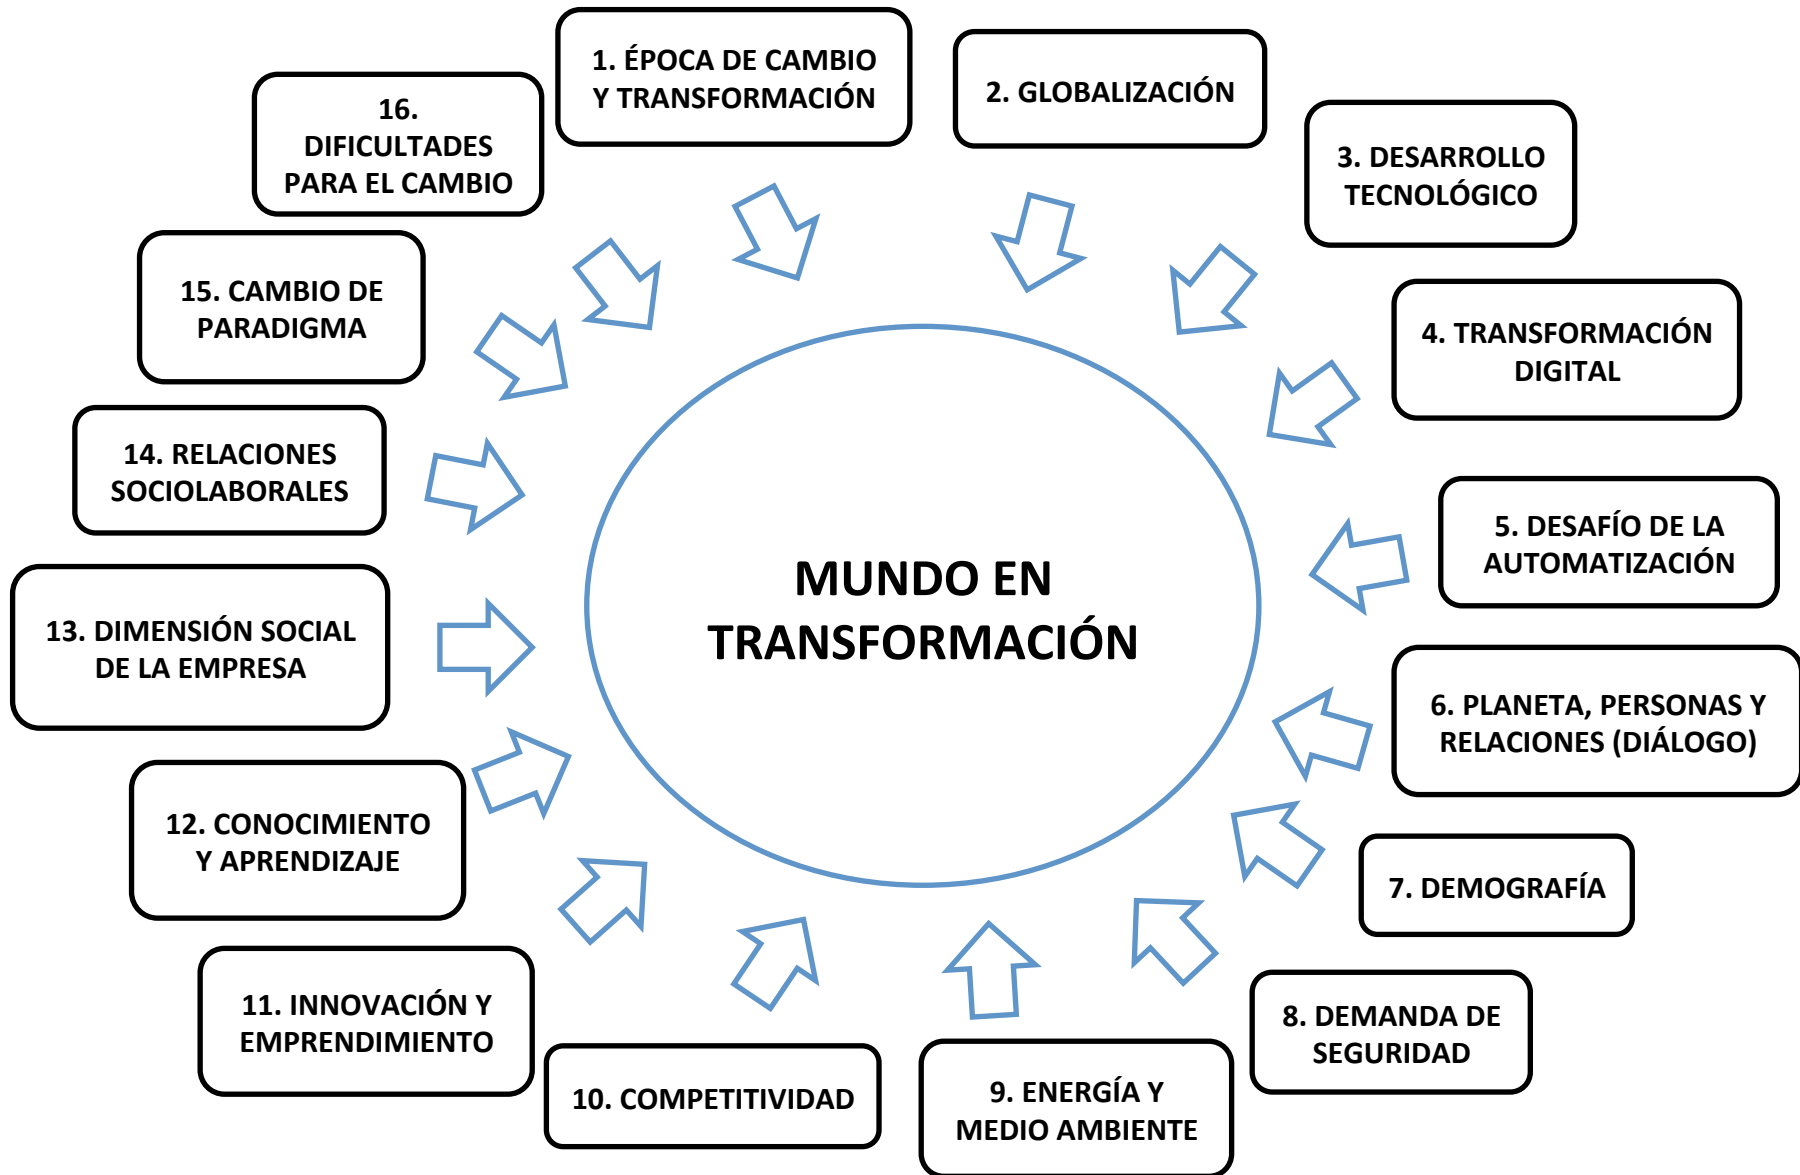 1. ÉPOCA DE CAMBIO
Y TRANSFORMACIÓN
2. GLOBALIZACIÓN
3. DESARROLLO
TECNOLÓGICO
4. TRANSFORMACIÓN
DIGITAL
5. DESAFÍO DE LA
AUTOMATIZACIÓN
6. PLANETA, PERSONAS Y
RELACIONES (DIÁLOGO)
7. DEMOGRAFÍA
8. DEMANDA DE
SEGURIDAD
9. ENERGÍA Y
MEDIO AMBIENTE
10. COMPETITIVIDAD
11. INNOVACIÓN Y
EMPRENDIMIENTO
12. CONOCIMIENTO
Y APRENDIZAJE
13. DIMENSIÓN SOCIAL
DE LA EMPRESA
14. RELACIONES
SOCIOLABORALES
15. CAMBIO DE
PARADIGMA
16.
DIFICULTADES
PARA EL CAMBIO
MUNDO EN
TRANSFORMACIÓN